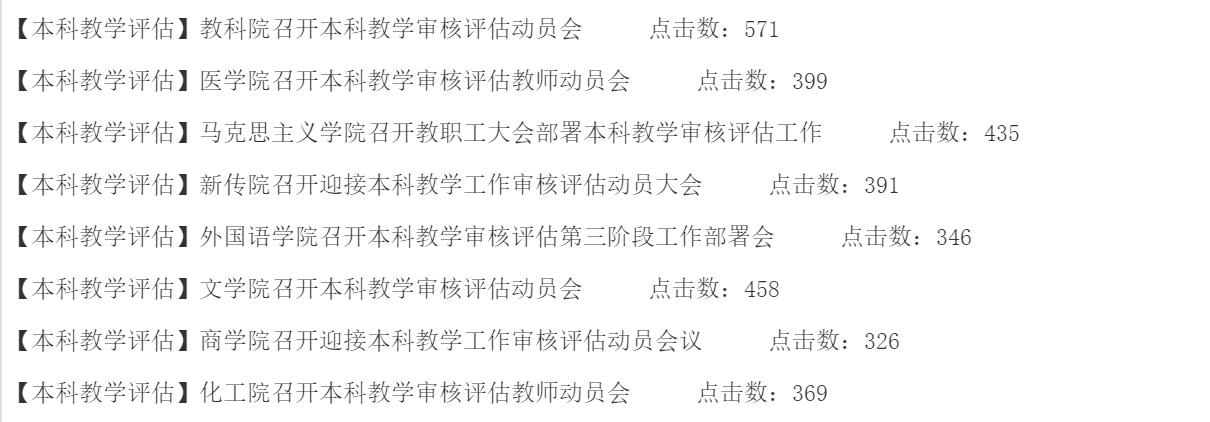 【本科教学评估】教科院召开本科教学审核评估动员会 点击数：571
【本科教学评估】医学院召开本科教学审核评估教师动员会 点击数：399
【本科教学评估】马克思主义学院召开教职工大会部署本科教学审核评估工作 点击数：435
【本科教学评估】新传院召开迎接本科教学工作审核评估动员大会 点击数：391
【本科教学评估】外国语学院召开本科教学审核评估第三阶段工作部署会 点击数：346
【本科教学评估】文学院召开本科教学审核评估动员会 点击数：458
【本科教学评估】商学院召开迎接本科教学工作审核评估动员会议 点击数：326
【本科教学评估】化工院召开本科教学审核评估教师动员会 点击数：369